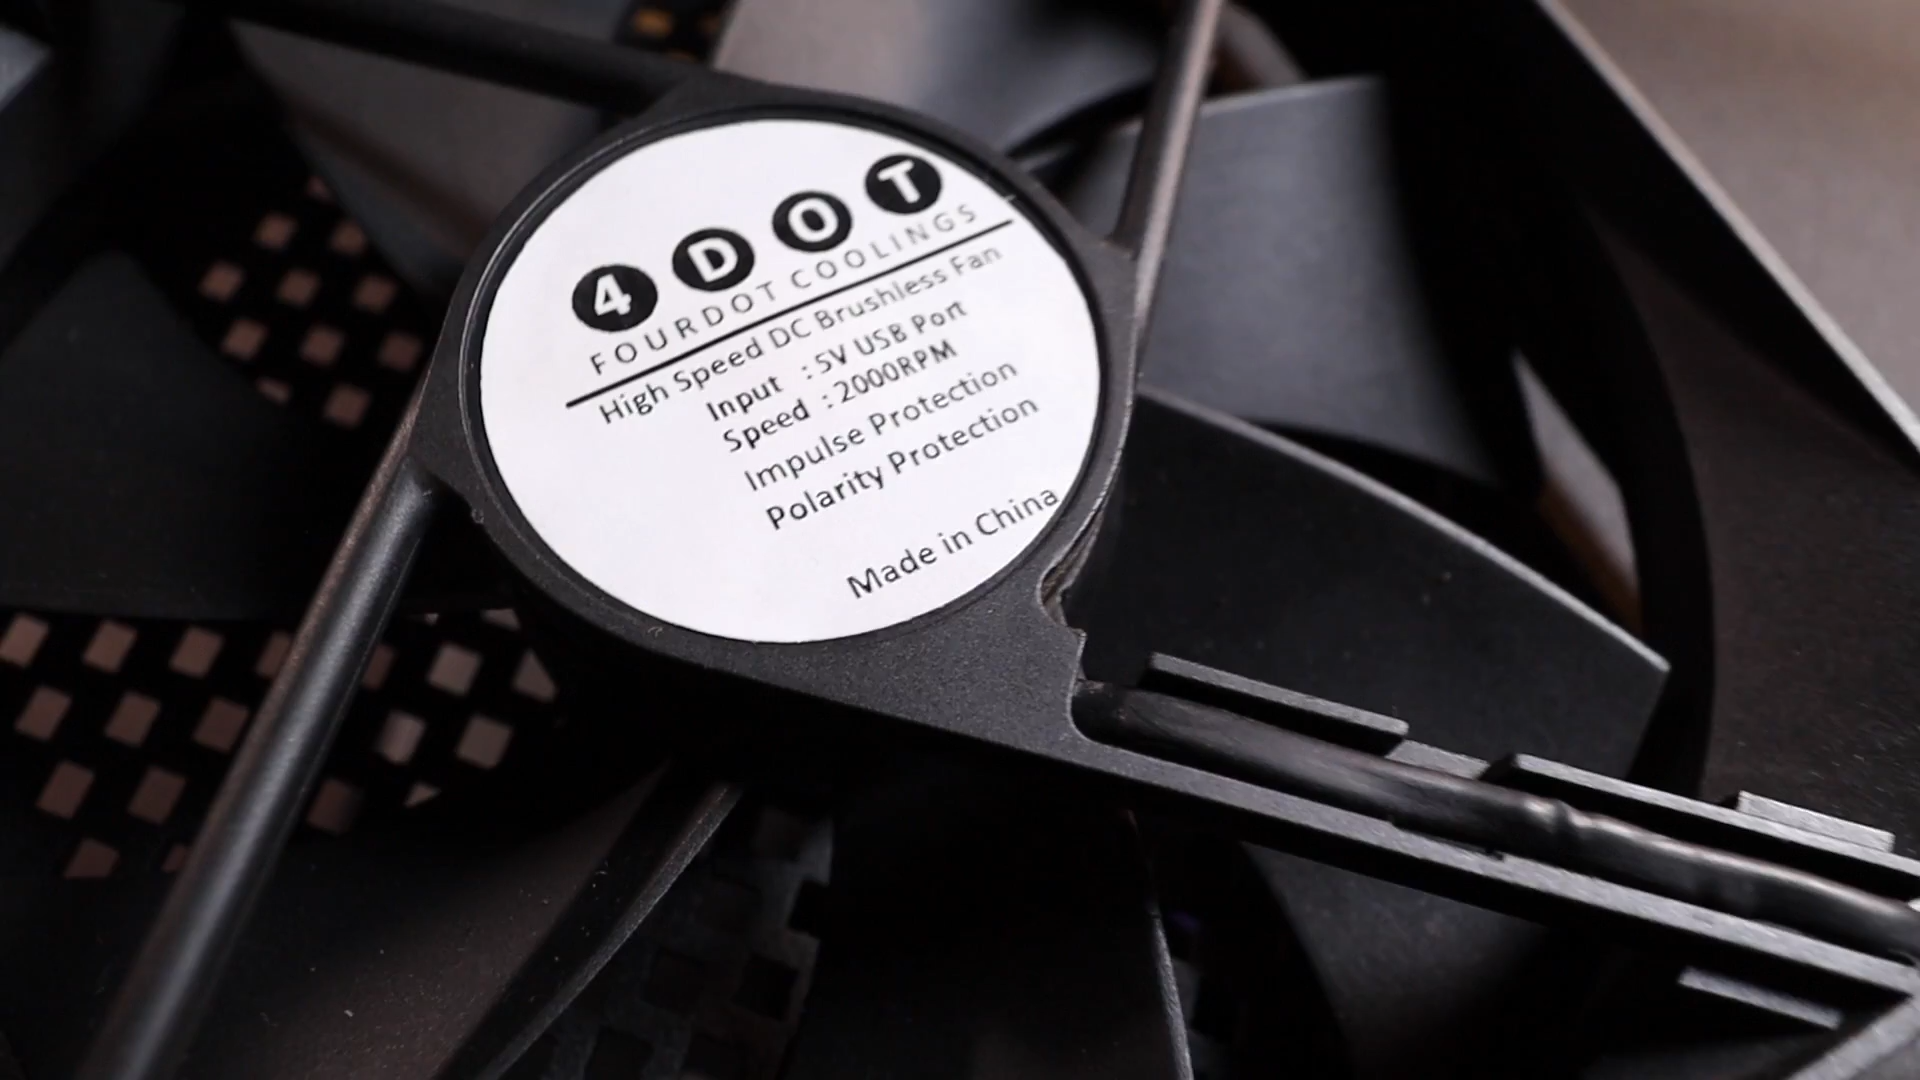 4 D O T
FOURDOT COOLINGS
High Speed DC Brushless Fan
Input : 5V USB Port
Speed : 2000RPM
Impulse Protection
Polarity Protection
Made in China